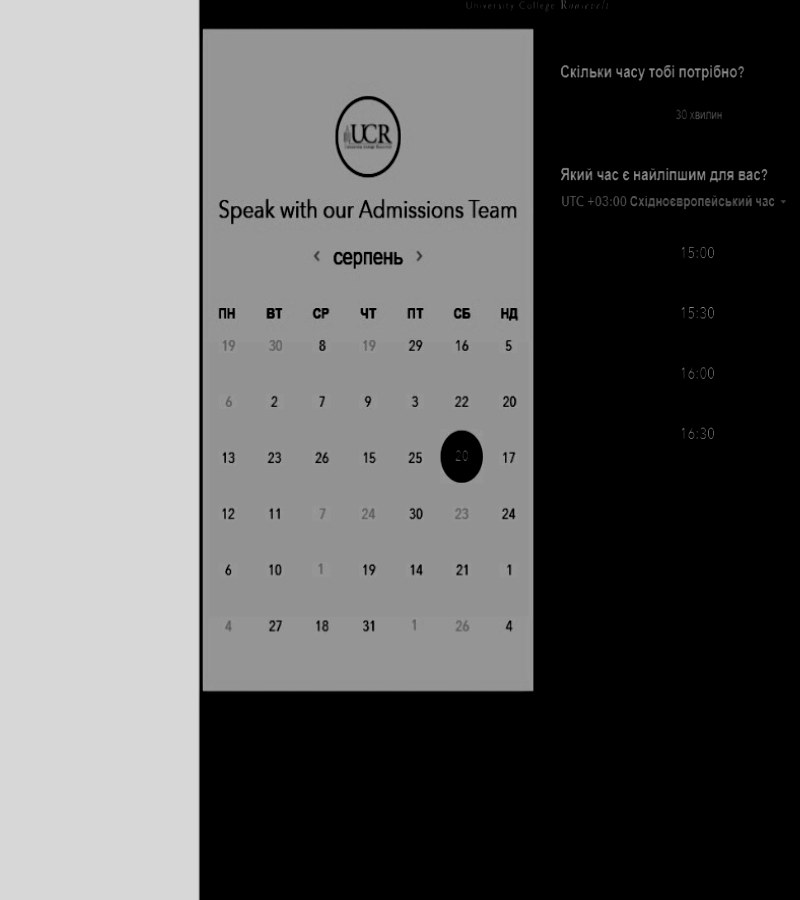 University College Roosevelt
UCR
Speak with our Admissions Team
‹ серпень ›
ПН ВТ СР ЧТ ПТ СБ НД
19 30 8 19 29 16 5
6 2 7 9 3 22 20
13 23 26 15 25 20 17
12 11 7 24 30 23 24
6 10 1 19 14 21 1
4 27 18 31 1 26 4
Скільки часу тобі потрібно?
30 хвилин
Який час є найліпшим для вас?
UTC +03:00 Східноєвропейський час
15:00
15:30
16:00
16:30